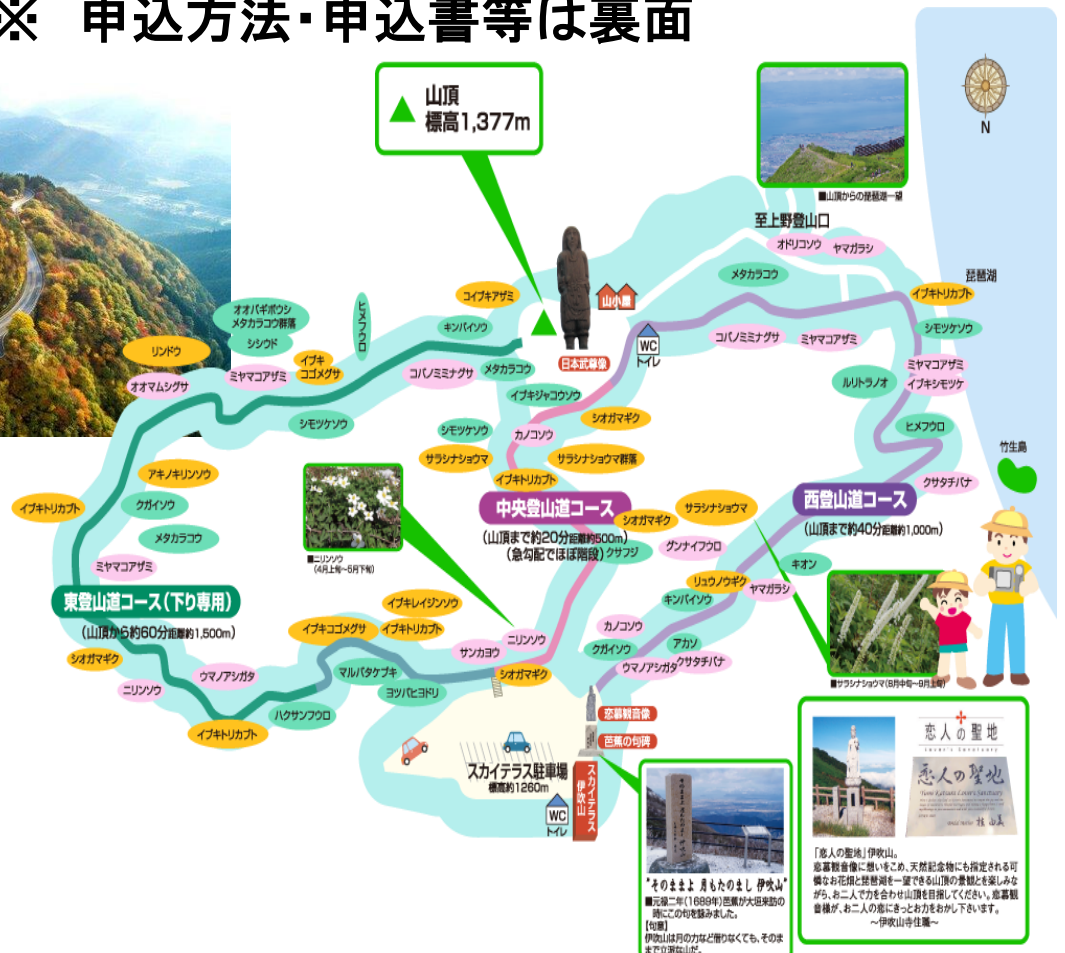 ※ 申込方法・申込書等は裏面
山頂
標高1,377m
N
■山頂からの琵琶湖一望
至上野登山口
オドリコソウ
ヤマガラシ
琵琶湖
メタカラコウ
イブキトリカブト
コイブキアザミ
山小屋
キンバイソウ
WC
トイレ
日本武尊像
コバノミミナグサ
ミヤマコアザミ
シモツケソウ
ミヤマコアザミ
イブキシモツケ
ルリトラノオ
ヒメフウロ
クサタチバナ
竹生島
オオバギボウシ
メタカラコウ群落
シシウド
ヒメフウロ
リンドウ
イブキ
コゴメグサ
オオマムシグサ
ミヤマコアザミ
コバノミミナグサ
メタカラコウ
イブキジャコウソウ
シモツケソウ
シオガマギク
シモツケソウ
カノコソウ
サラシナショウマ
サラシナショウマ群落
イブキトリカブト
アキノキリンソウ
イブキトリカブト
クガイソウ
メタカラコウ
ミヤマコアザミ
中央登山道コース
(山頂まで約20分距離約500m)
(急勾配でほぼ階段)
西登山道コース
(山頂まで約40分距離約1,000m)
シオガマギク
サラシナショウマ
クサフジ
グンナイフウロ
キオン
リュウノウギク
ヤマガラシ
キンバイソウ
■ニリンソウ
(4月上旬~5月下旬)
東登山道コース(下り専用)
(山頂から約60分距離約1,500m)
イブキレイジンソウ
イブキコゴメグサ
イブキトリカブト
ニリンソウ
サンカヨウ
カノコソウ
クガイソウ
アカソ
ウマノアシガタ
クサタチバナ
シオガマギク
ウマノアシガタ
マルバタケブキ
シオガマギク
ニリンソウ
ヨツバヒヨドリ
ハクサンフウロ
イブキトリカブト
■サラシナショウマ(8月中旬~9月上旬)
恋慕観音像
芭蕉の句碑
スカイテラス駐車場
標高約1260m
スカイテラス
伊吹山
WC
トイレ
"そのままよ 月もたのまし 伊吹山"
■元禄二年(1689年)芭蕉が大垣来訪の
時にこの句を詠みました。
【句意】
伊吹山は月の力など借りなくても、そのま
まで立派な山だ。
恋人の聖地
Lover's Sanctuary
恋人の聖地
「恋人の聖地」伊吹山。
恋慕観音像に想いをこめ、天然記念物にも指定される可
憐なお花畑と琵琶湖を一望できる山頂の景観とを楽しみな
がら、お二人で力を合わせ山頂を目指してください。恋慕観
音様が、お二人の恋にきっとお力をおかし下さいます。
~伊吹山寺住職~